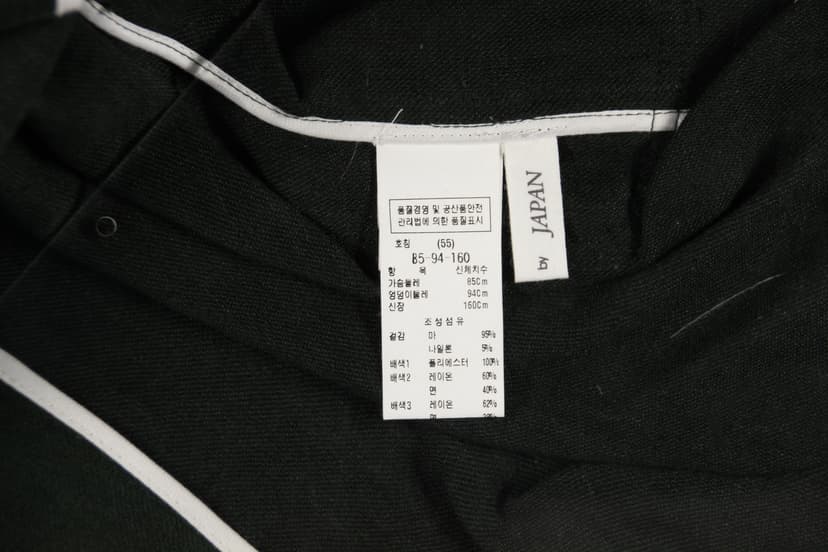 품질경영 및 공산품안전
관리법에 의한 품질표시
호칭 (55)
85-94-160
항 목 신체치수
가슴둘레 85cm
엉덩이둘레 94cm
신장 160cm
조성섬유
겉감 마 95%
나일론 5%
배색1 폴리에스터 100%
배색2 레이온 60%
면 40%
배색3 레이온 62%
면
by JAPAN